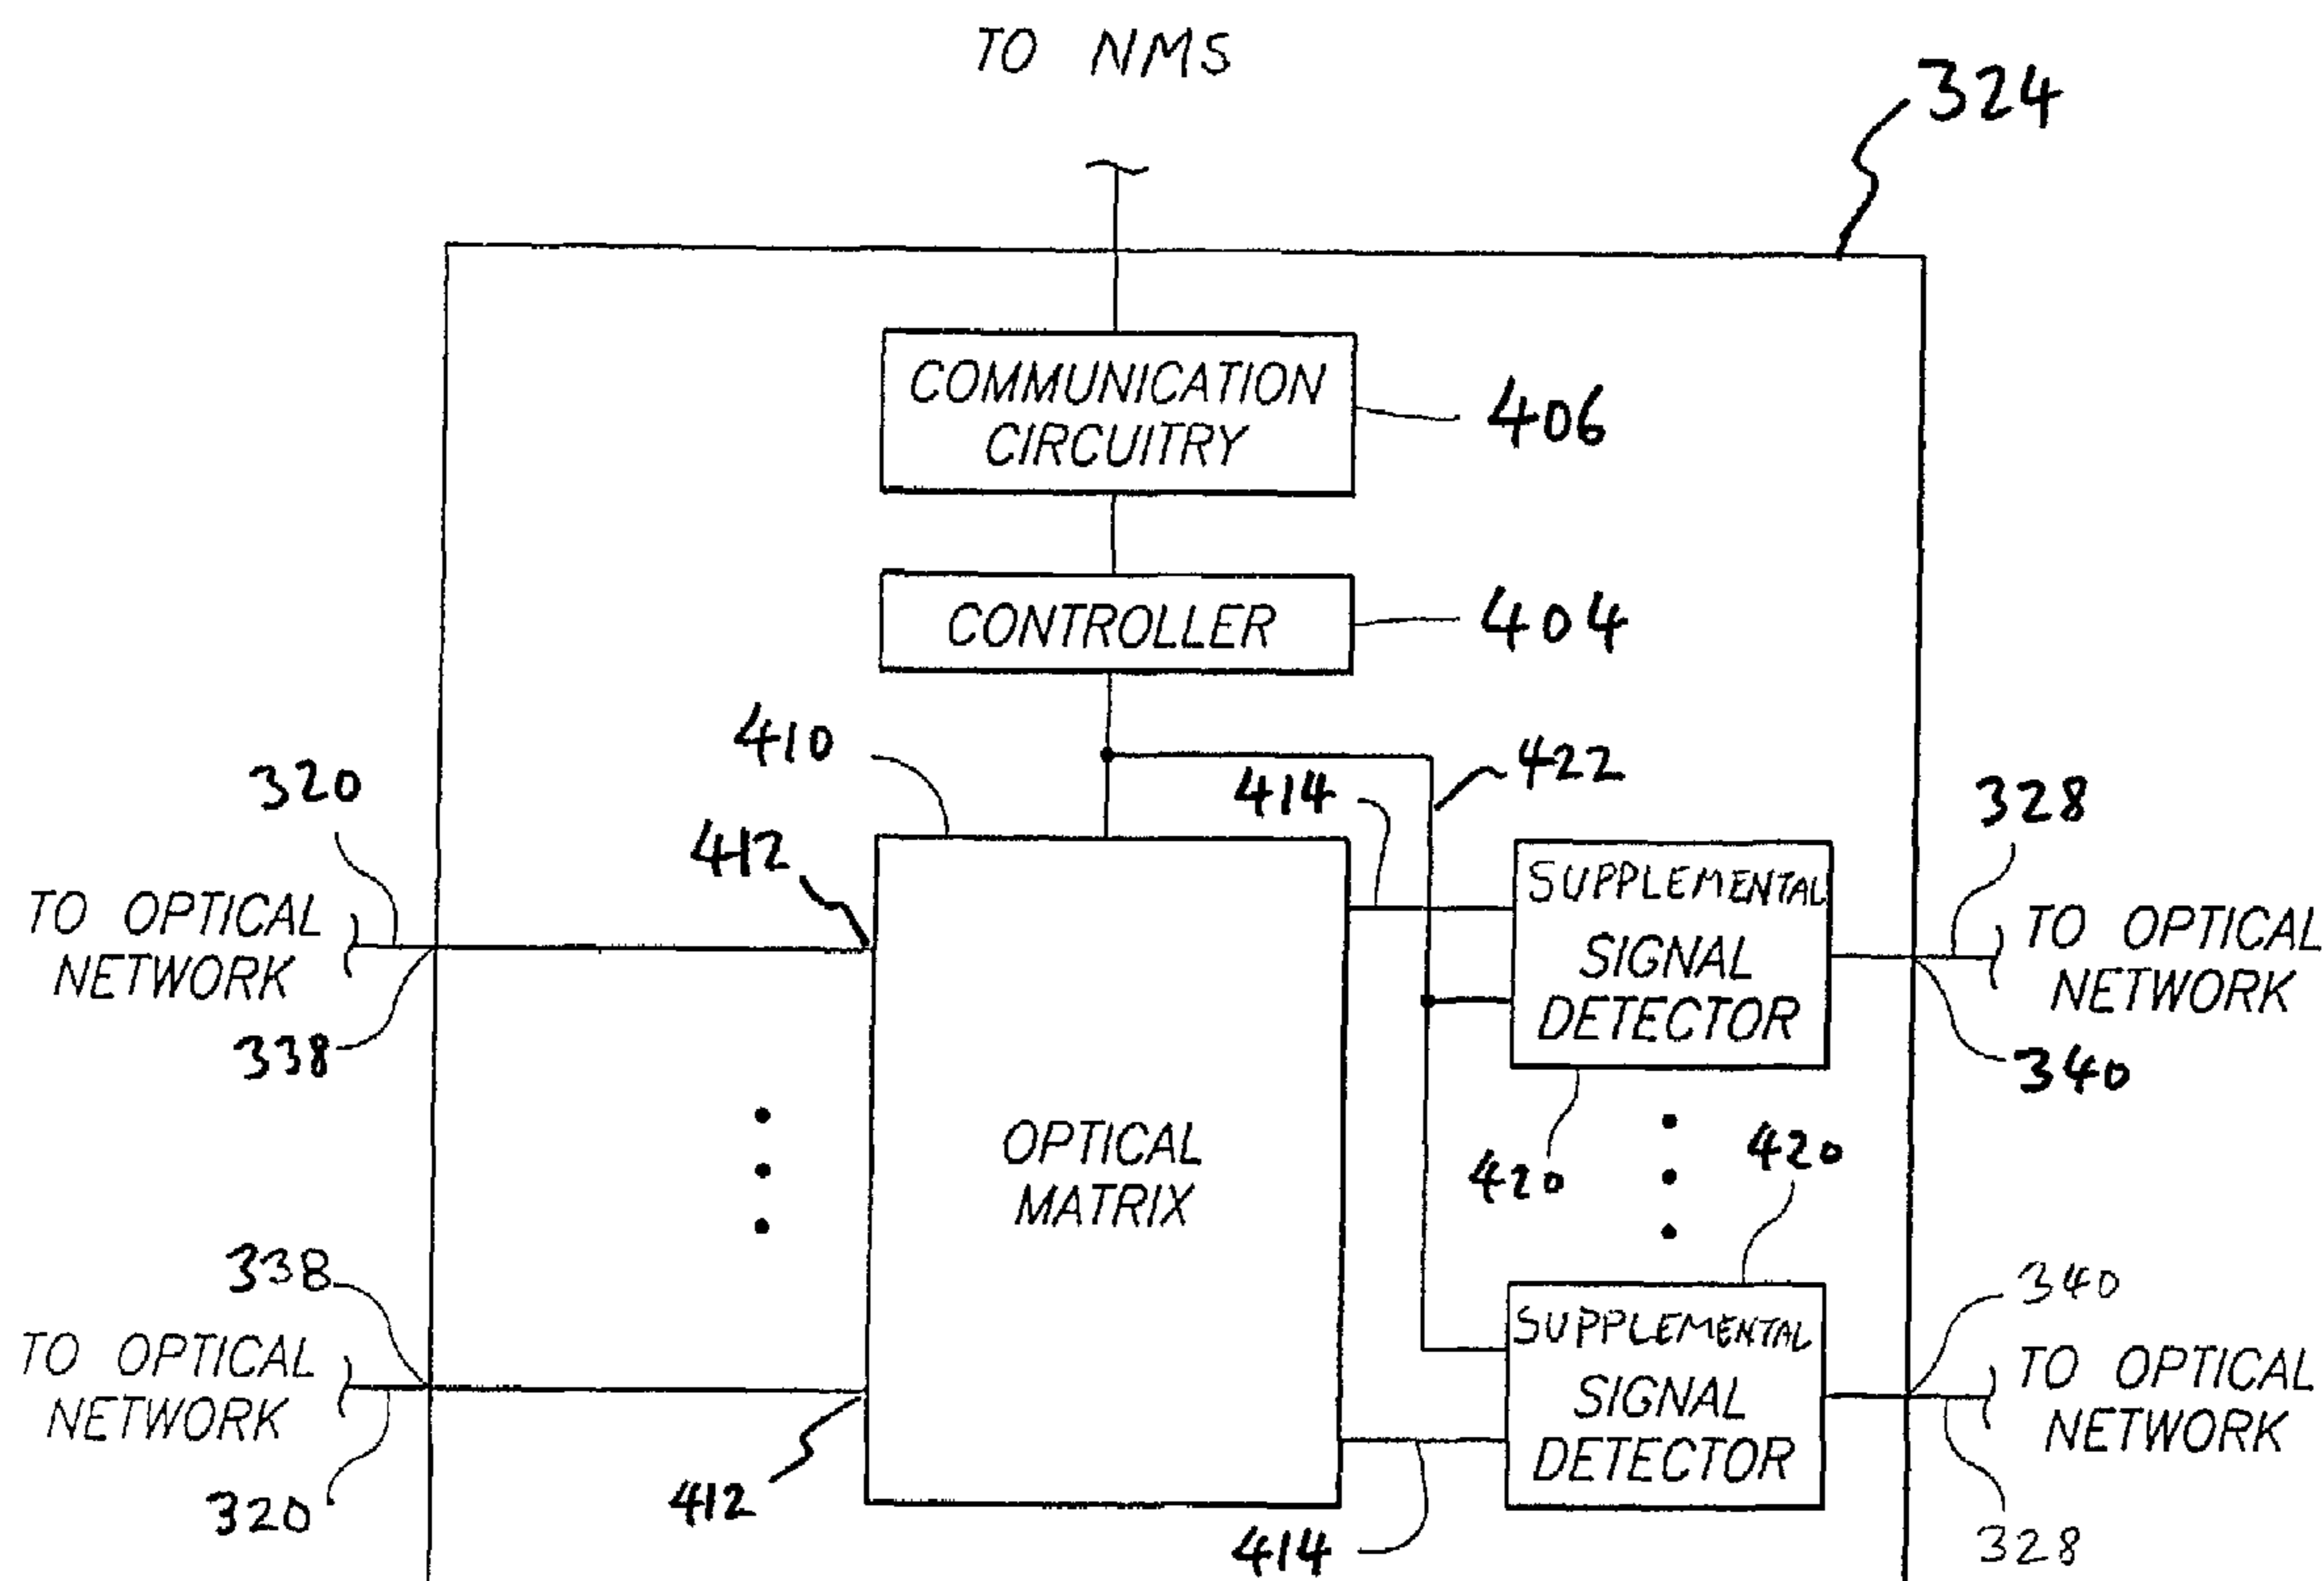 TO NMS
324
COMMUNICATION
CIRCUITRY
406
CONTROLLER
404
410
422
414
320
328
412
TO OPTICAL
NETWORK
SUPPLEMENTAL
SIGNAL
DETECTOR
TO OPTICAL
NETWORK
338
340
OPTICAL
MATRIX
420
420
338
340
TO OPTICAL
NETWORK
SUPPLEMENTAL
SIGNAL
DETECTOR
TO OPTICAL
NETWORK
320
412
414
328